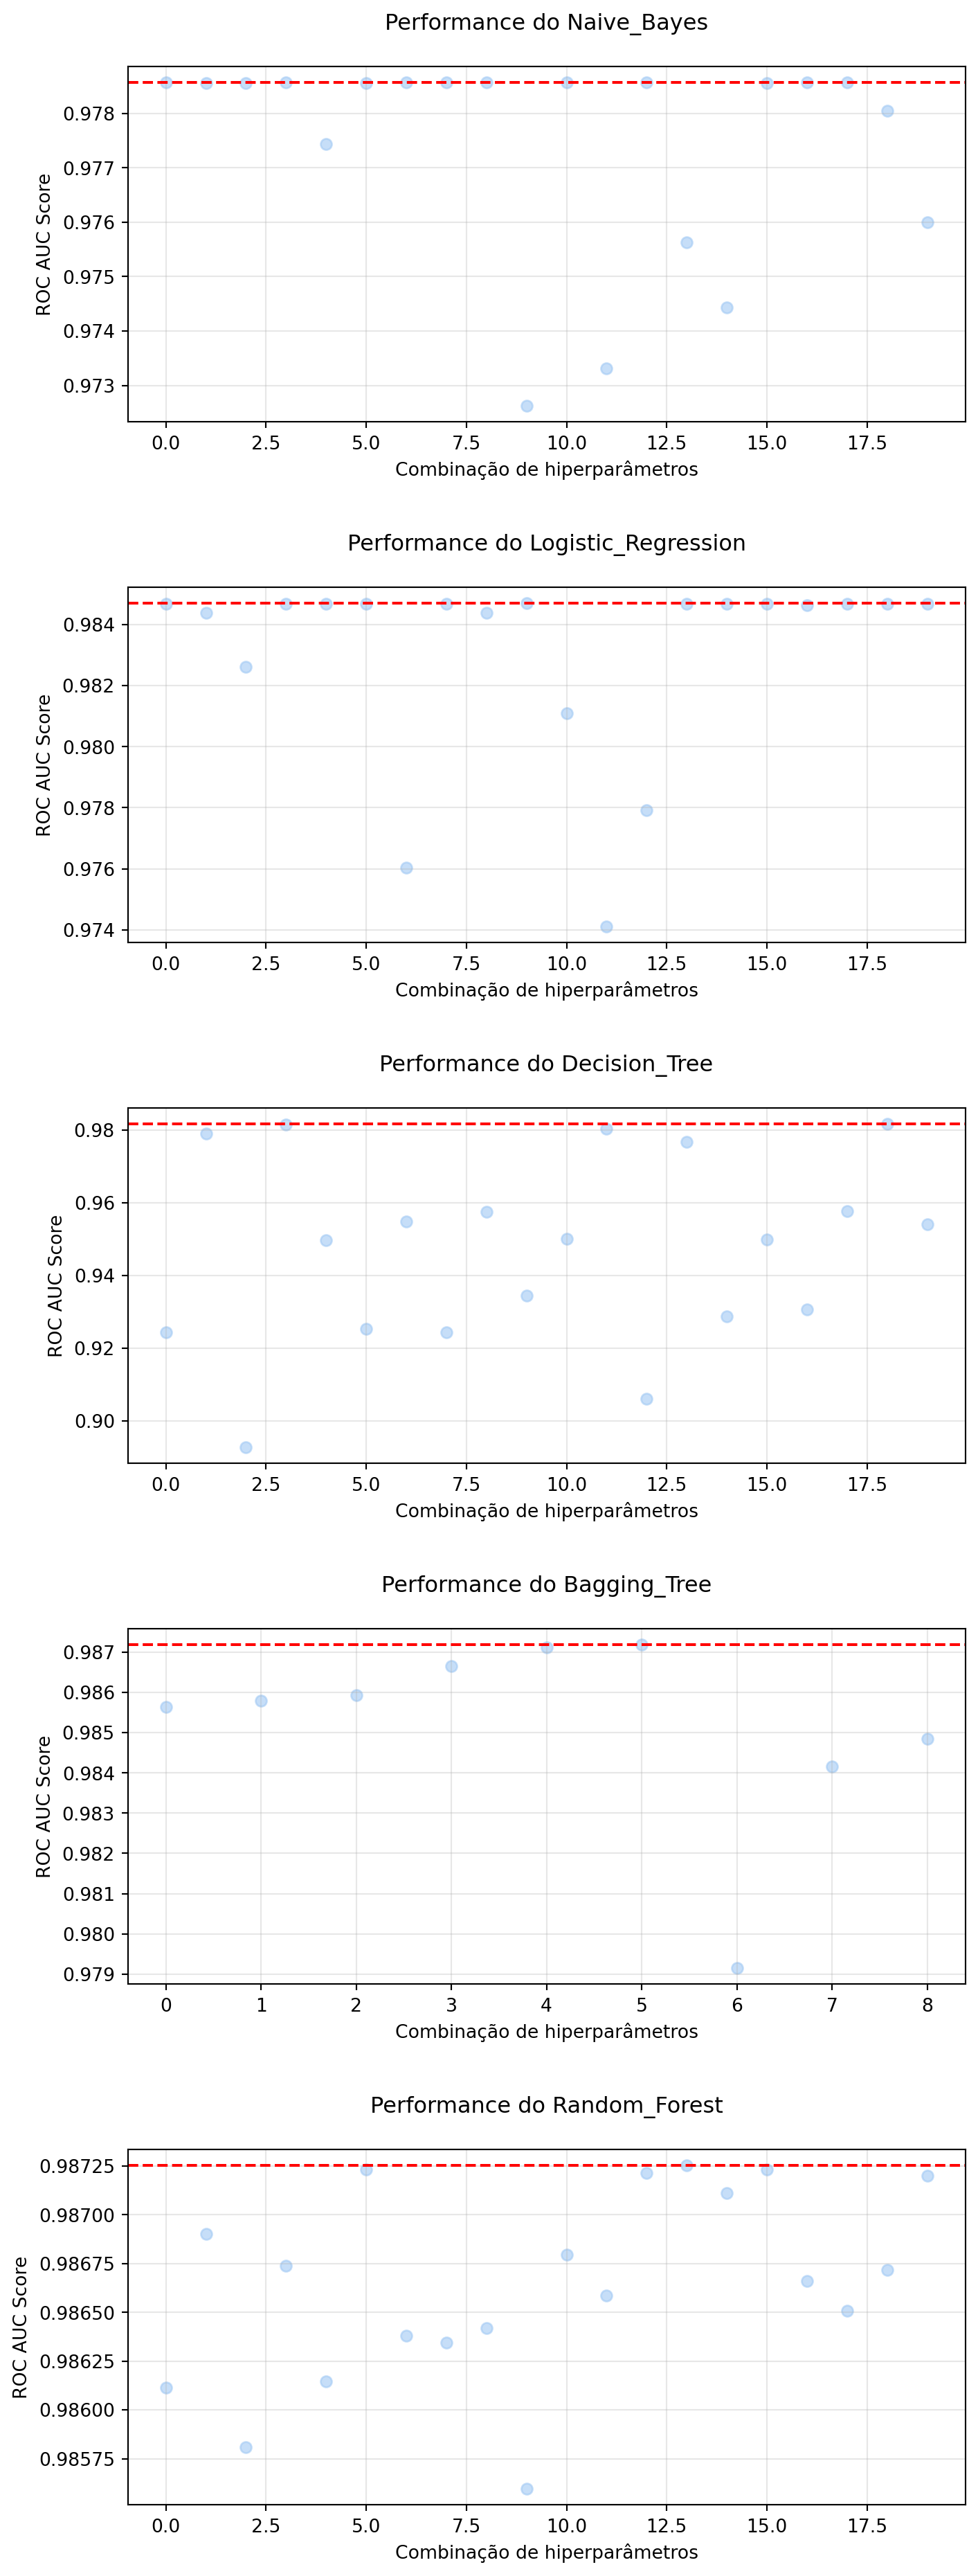 Performance do Naive_Bayes
ROC AUC Score
0.978
0.977
0.976
0.975
0.974
0.973
0.0 2.5 5.0 7.5 10.0 12.5 15.0 17.5
Combinação de hiperparâmetros
Performance do Logistic_Regression
ROC AUC Score
0.984
0.982
0.980
0.978
0.976
0.974
0.0 2.5 5.0 7.5 10.0 12.5 15.0 17.5
Combinação de hiperparâmetros
Performance do Decision_Tree
ROC AUC Score
0.98
0.96
0.94
0.92
0.90
0.0 2.5 5.0 7.5 10.0 12.5 15.0 17.5
Combinação de hiperparâmetros
Performance do Bagging_Tree
ROC AUC Score
0.987
0.986
0.985
0.984
0.983
0.982
0.981
0.980
0.979
0 1 2 3 4 5 6 7 8
Combinação de hiperparâmetros
Performance do Random_Forest
ROC AUC Score
0.98725
0.98700
0.98675
0.98650
0.98625
0.98600
0.98575
0.0 2.5 5.0 7.5 10.0 12.5 15.0 17.5
Combinação de hiperparâmetros